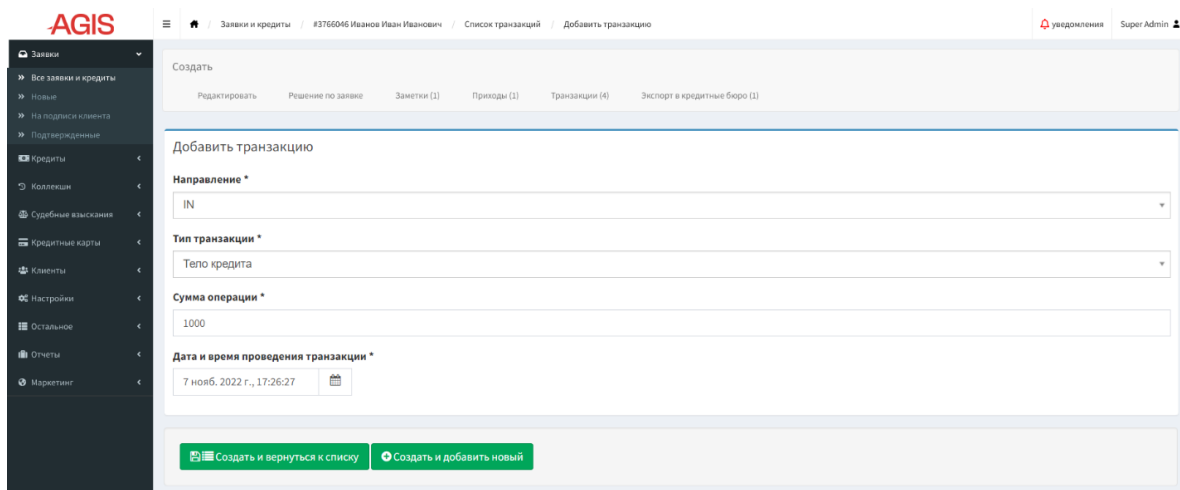 AGIS
/ Заявки и кредиты / #3766046 Иванов Иван Иванович / Список транзакций / Добавить транзакцию
уведомления Super Admin
Заявки
Все заявки и кредиты
Новые
На подписи клиента
Подтвержденные
Кредиты
Коллекшн
Судебные взыскания
Кредитные карты
Клиенты
Настройки
Остальное
Отчеты
Маркетинг
Создать
Редактировать Решение по заявке Заметки (1) Приходы (1) Транзакции (4) Экспорт в кредитные бюро (1)
Добавить транзакцию
Направление *
IN
Тип транзакции *
Тело кредита
Сумма операции *
1000
Дата и время проведения транзакции *
7 нояб. 2022 г., 17:26:27
Создать и вернуться к списку Создать и добавить новый